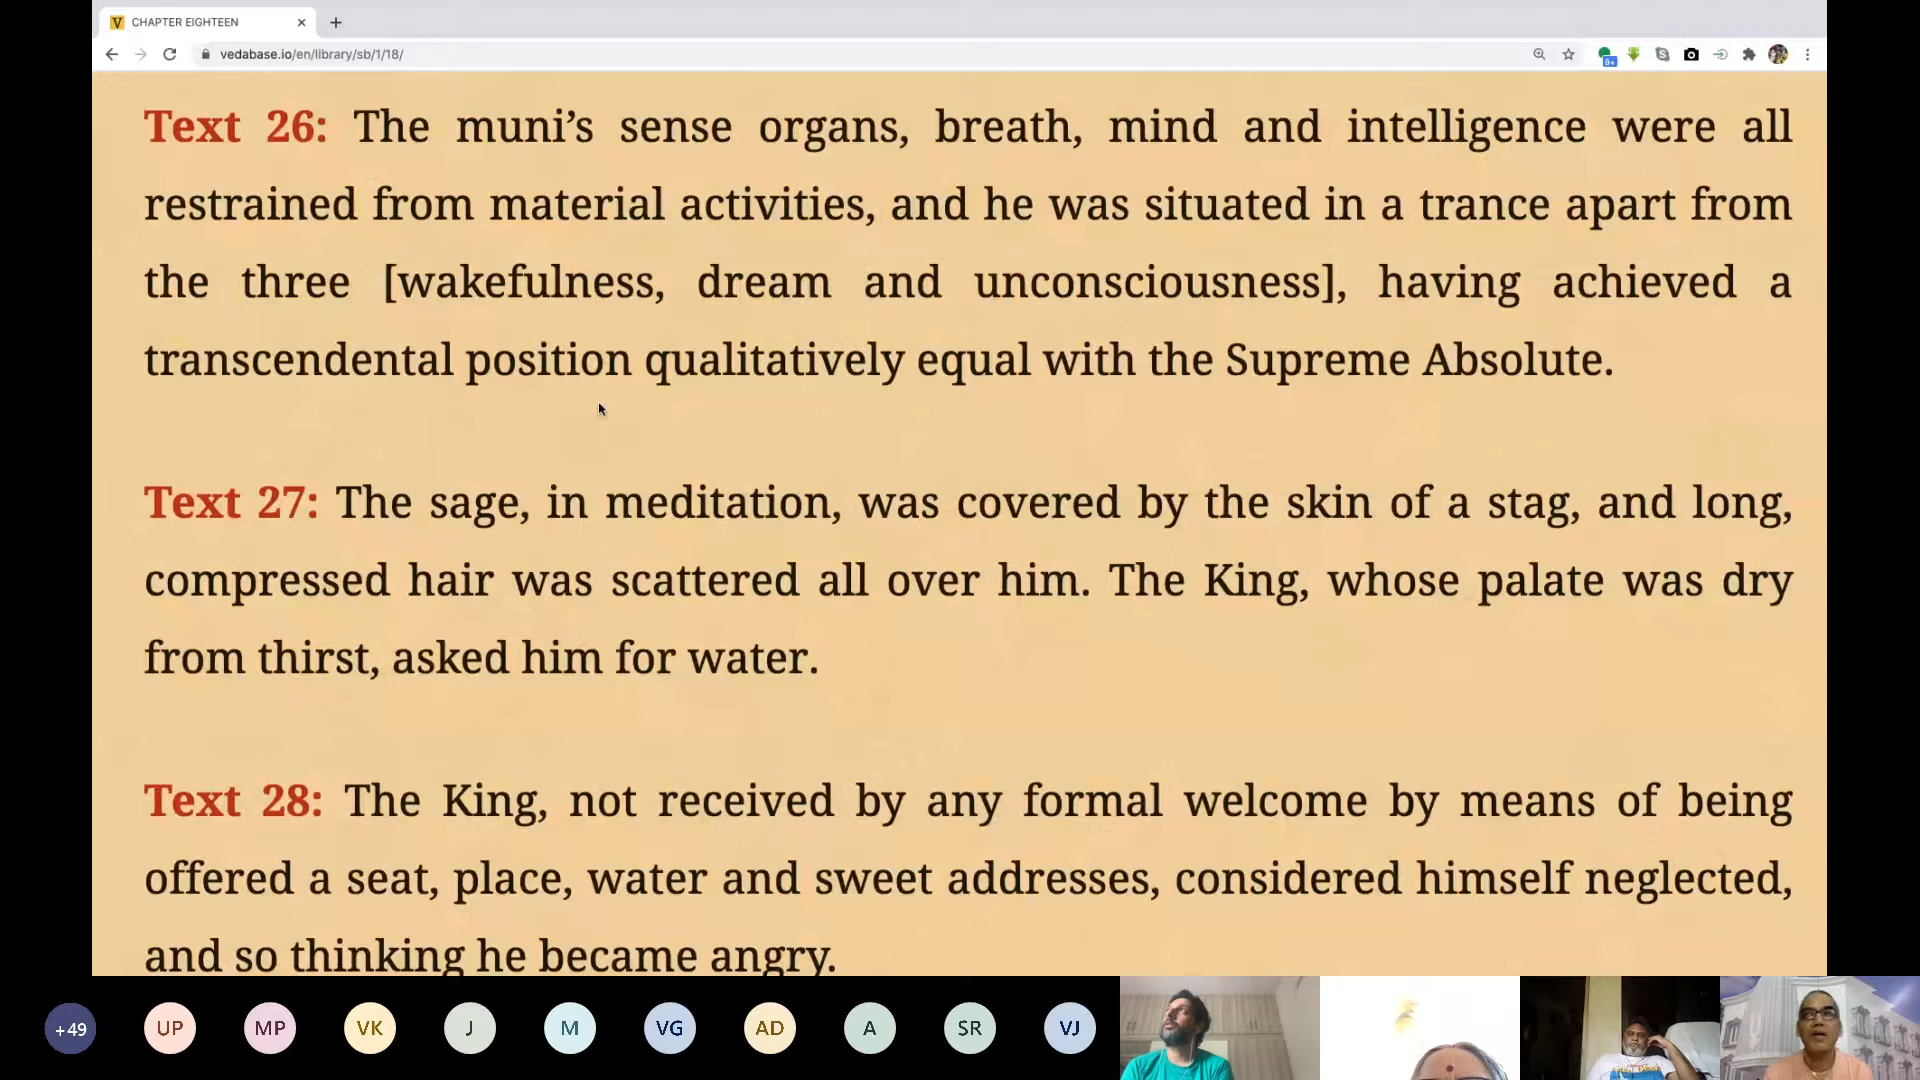 CHAPTER EIGHTEEN
vedabase.io/en/library/sb/1/18/
9+
Text 26: The muni’s sense organs, breath, mind and intelligence were all
restrained from material activities, and he was situated in a trance apart from
the three [wakefulness, dream and unconsciousness], having achieved a
transcendental position qualitatively equal with the Supreme Absolute.
Text 27: The sage, in meditation, was covered by the skin of a stag, and long,
compressed hair was scattered all over him. The King, whose palate was dry
from thirst, asked him for water.
Text 28: The King, not received by any formal welcome by means of being
offered a seat, place, water and sweet addresses, considered himself neglected,
and so thinking he became angry.
+49 UP MP VK J M VG AD A SR VJ